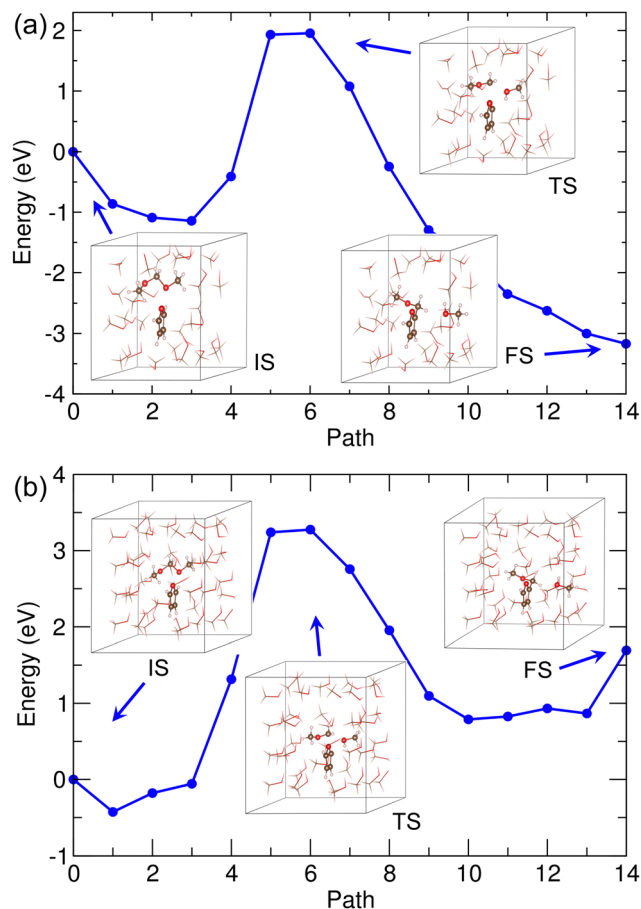 (a)
2
1
0
-1
-2
-3
-4
Energy (eV)
TS
IS
FS
0 2 4 6 8 10 12 14
Path
(b)
4
3
2
1
0
-1
Energy (eV)
IS
FS
TS
0 2 4 6 8 10 12 14
Path